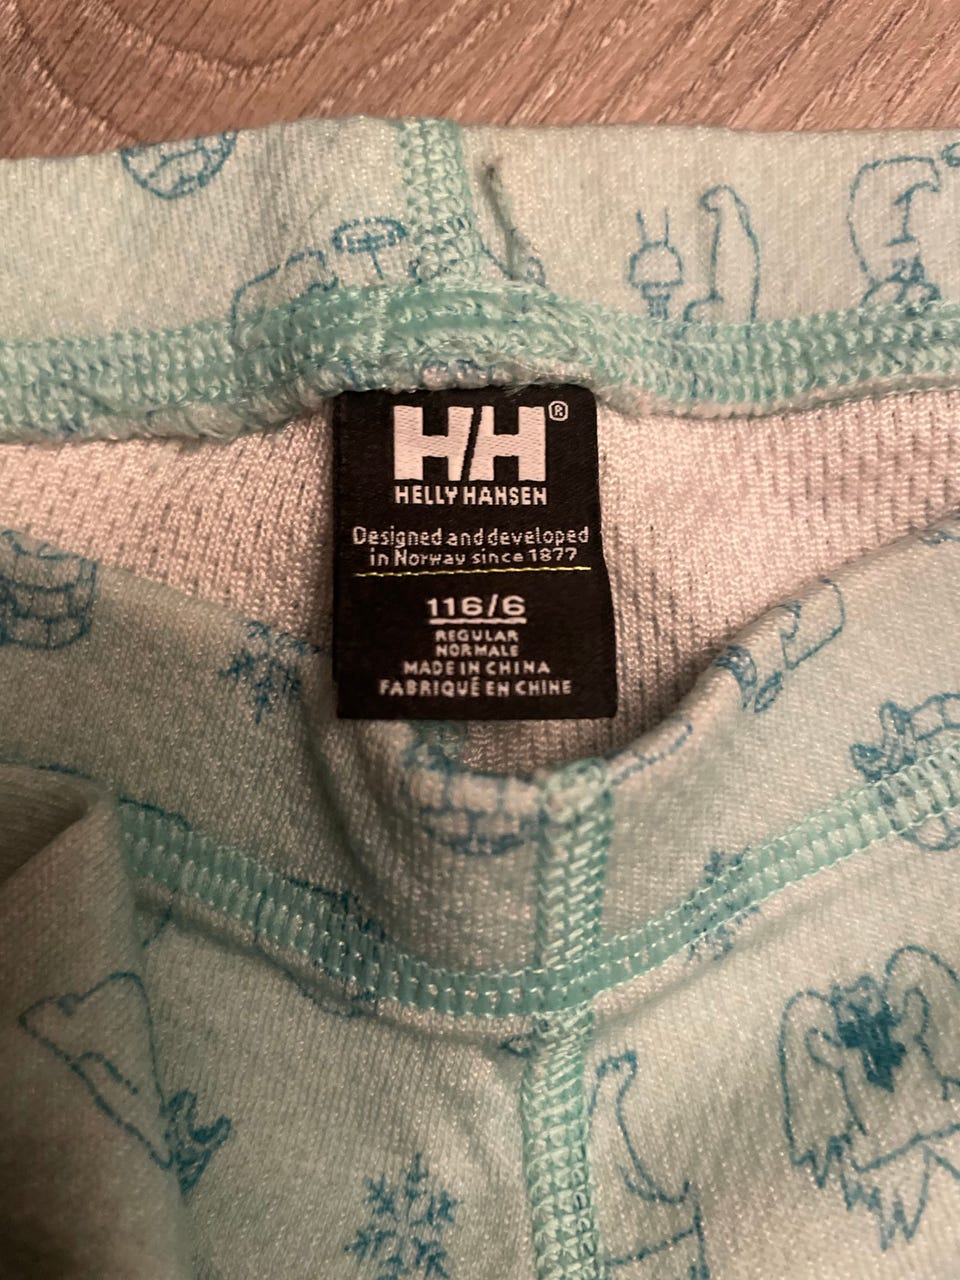 H/H®
HELLY HANSEN
Designed and developed
in Norway since 1877
116/6
REGULAR
NORMALE
MADE IN CHINA
FABRIQUÉ EN CHINE